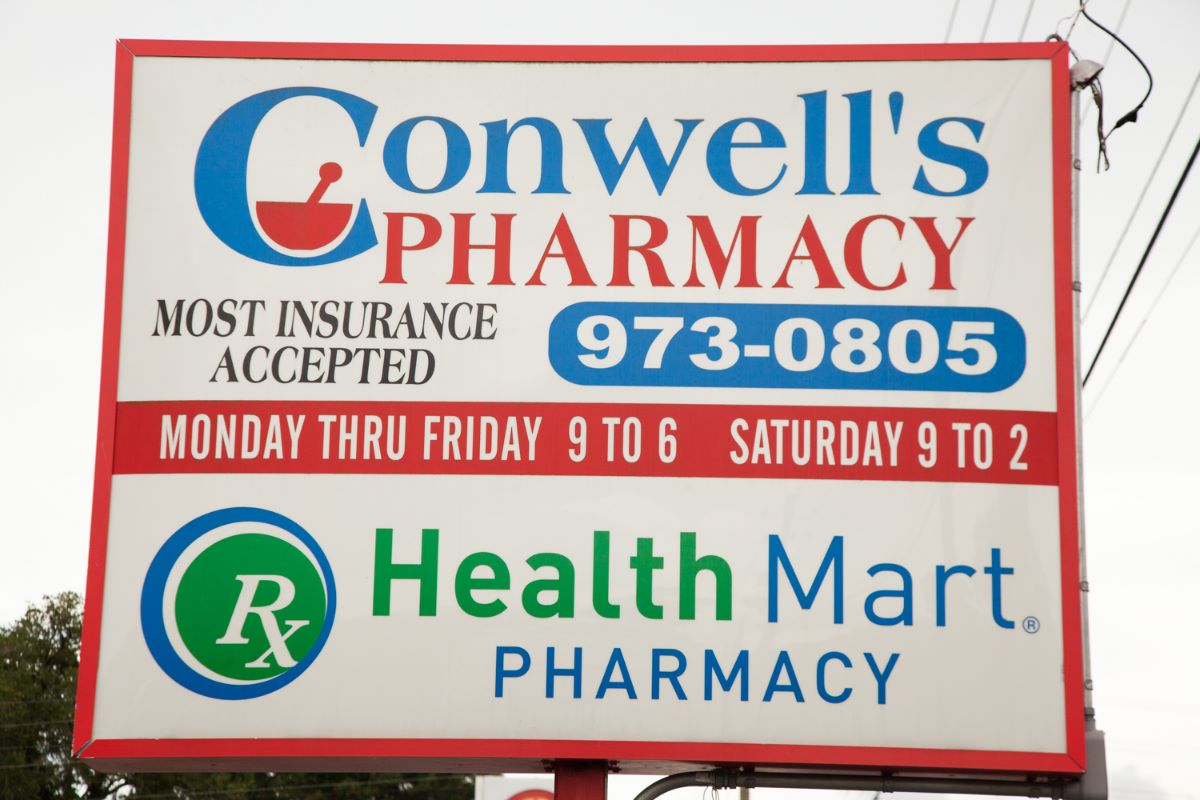 Conwell's
PHARMACY
MOST INSURANCE
ACCEPTED
973-0805
MONDAY THRU FRIDAY 9 TO 6 SATURDAY 9 TO 2
Rx
Health Mart®
PHARMACY